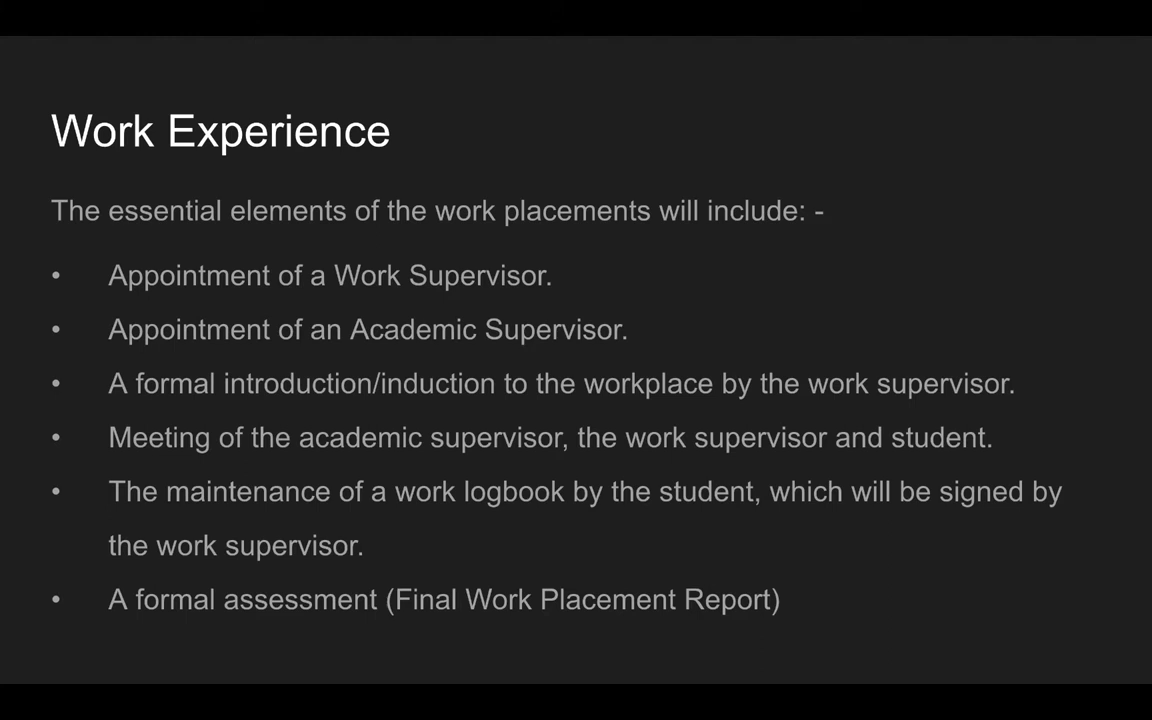 Work Experience
The essential elements of the work placements will include: -
• Appointment of a Work Supervisor.
• Appointment of an Academic Supervisor.
• A formal introduction/induction to the workplace by the work supervisor.
• Meeting of the academic supervisor, the work supervisor and student.
• The maintenance of a work logbook by the student, which will be signed by
the work supervisor.
• A formal assessment (Final Work Placement Report)